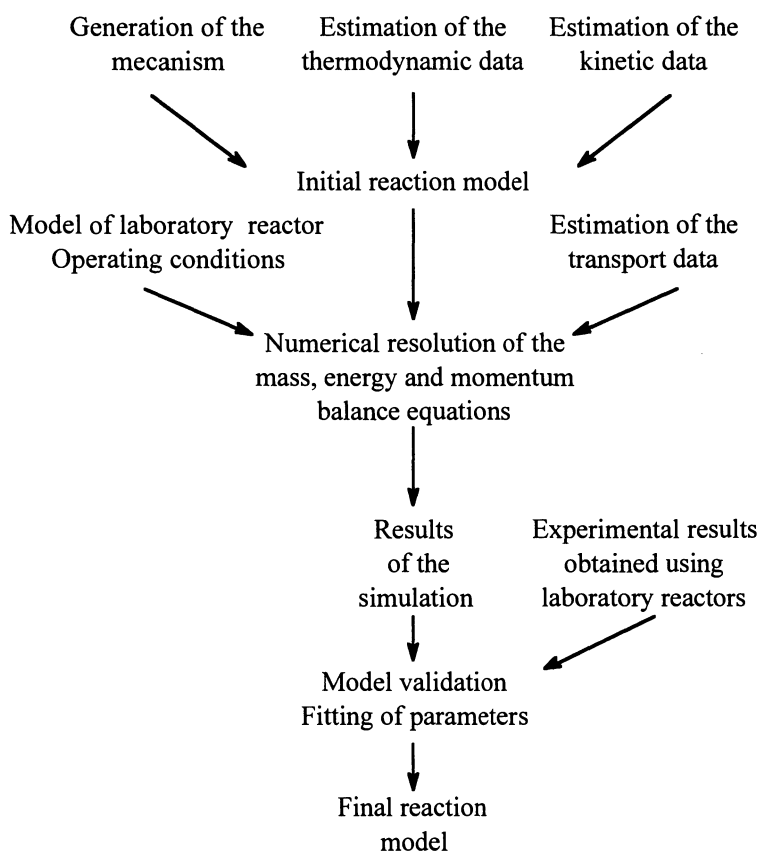 Generation of the
mecanism
Estimation of the
thermodynamic data
Estimation of the
kinetic data
Initial reaction model
Model of laboratory reactor
Operating conditions
Estimation of the
transport data
Numerical resolution of the
mass, energy and momentum
balance equations
Results
of the
simulation
Experimental results
obtained using
laboratory reactors
Model validation
Fitting of parameters
Final reaction
model